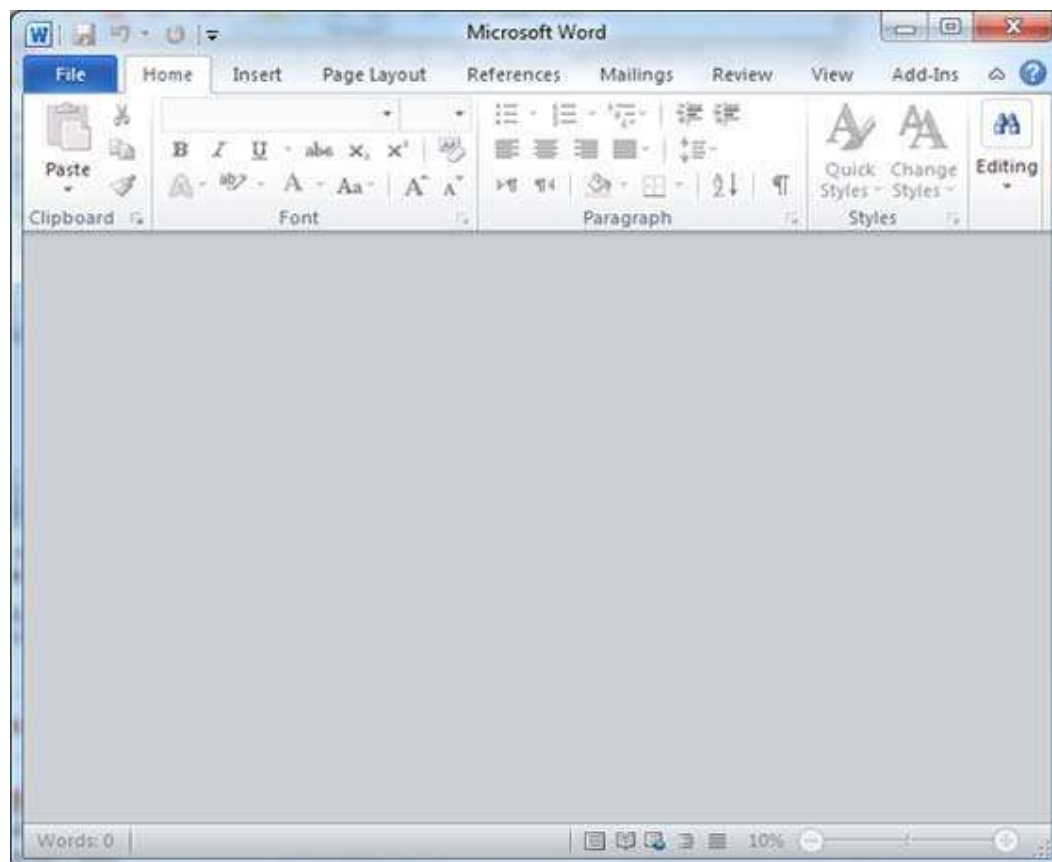 Microsoft Word
File Home Insert Page Layout References Mailings Review View Add-Ins
Paste
B I U abc x, x' Quick Styles Change Styles Editing
A A Aa A A
Clipboard Font Paragraph Styles
Words: 0 10%